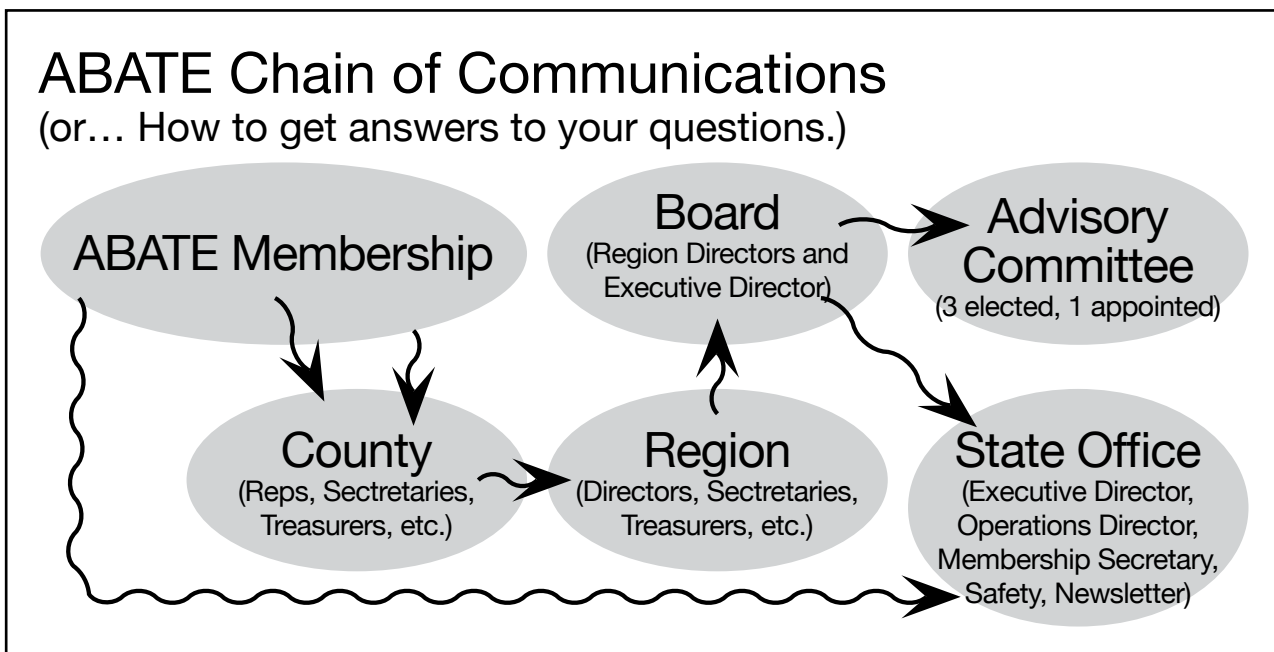 ABATE Chain of Communications
(or… How to get answers to your questions.)
ABATE Membership
Board
(Region Directors and
Executive Director)
Advisory
Committee
(3 elected, 1 appointed)
County
(Reps, Sectretaries,
Treasurers, etc.)
Region
(Directors, Sectretaries,
Treasurers, etc.)
State Office
(Executive Director,
Operations Director,
Membership Secretary,
Safety, Newsletter)